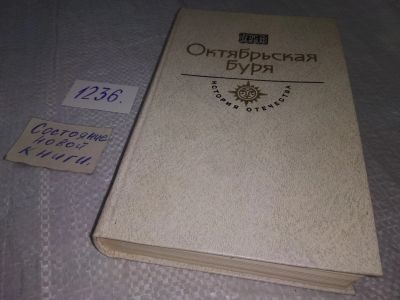 Октябрьская
Буря
ИСТОРИЯ ОТЕЧЕСТВА
1236.
Состояние
новой
книги.